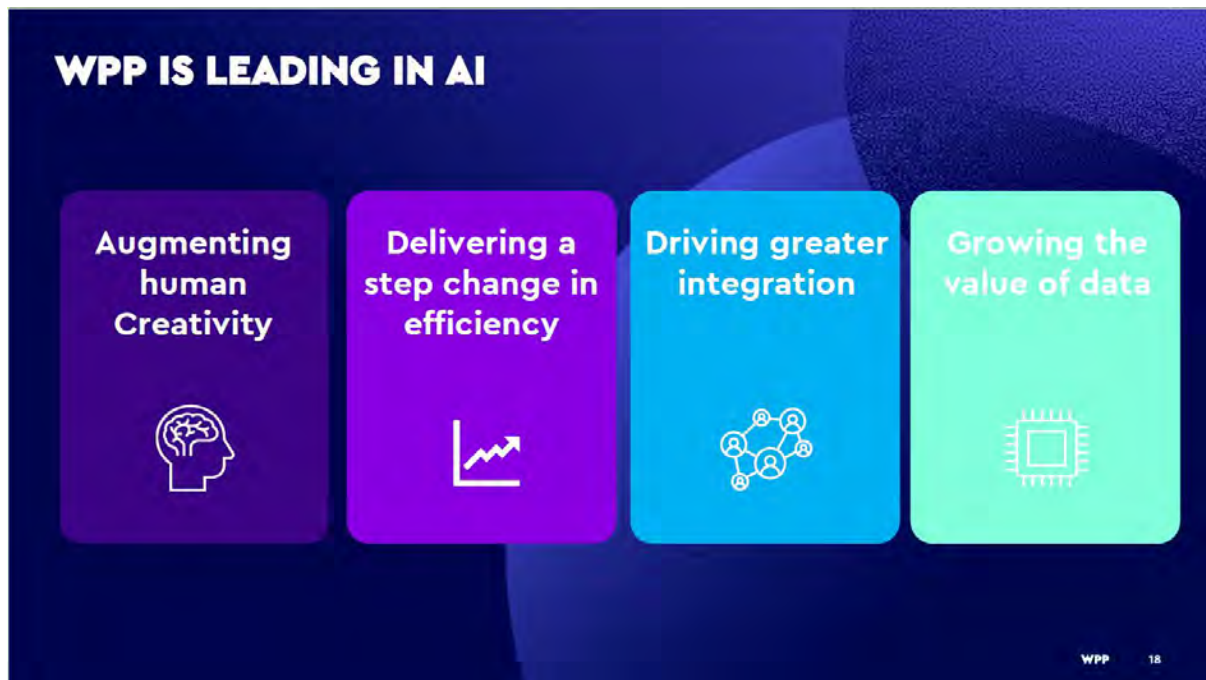 WPP IS LEADING IN AI
Augmenting
human
Creativity
Delivering a
step change in
efficiency
Driving greater
integration
Growing the
value of data
WPP 18